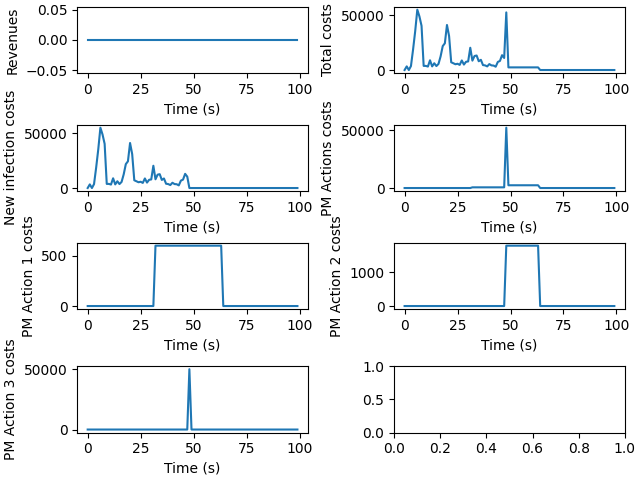 Revenues
0.05
0.00
−0.05
0 25 50 75 100
Time (s)
Total costs
50000
0
0 25 50 75 100
Time (s)
New infection costs
50000
0
0 25 50 75 100
Time (s)
PM Actions costs
50000
0
0 25 50 75 100
Time (s)
PM Action 1 costs
500
0
0 25 50 75 100
Time (s)
PM Action 2 costs
1000
0
0 25 50 75 100
Time (s)
PM Action 3 costs
50000
0
0 25 50 75 100
Time (s)
1.0
0.5
0.0
0.0 0.2 0.4 0.6 0.8 1.0